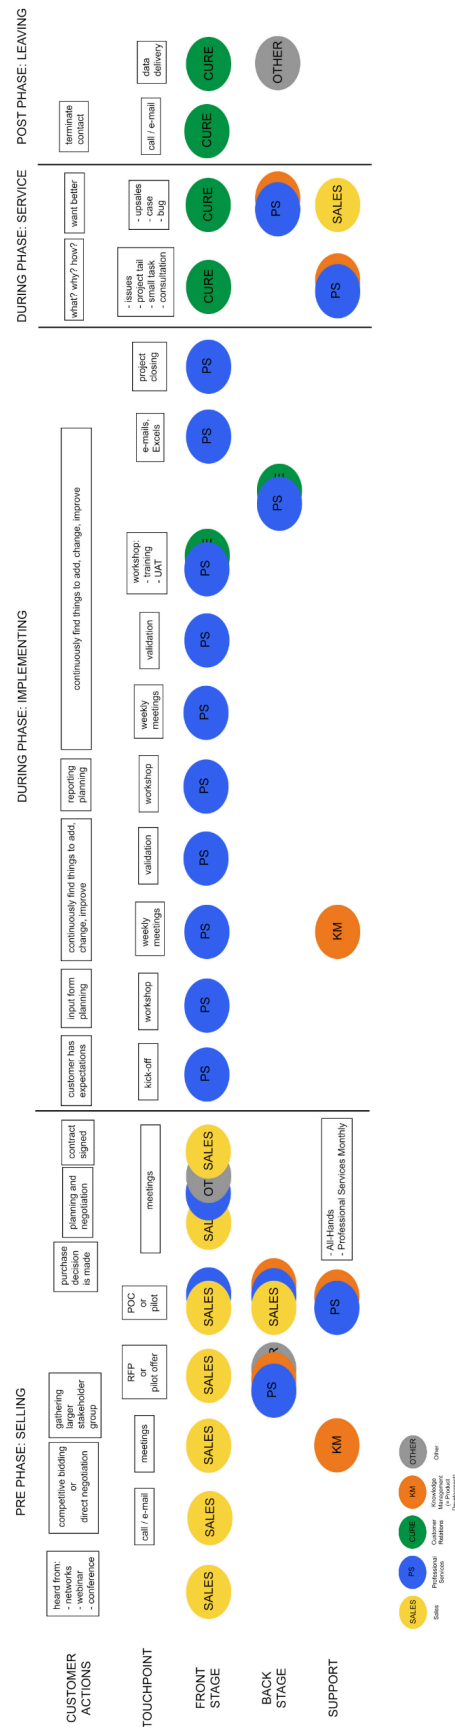 PRE PHASE: SELLING
DURING PHASE: IMPLEMENTING
DURING PHASE: SERVICE
POST PHASE: LEAVING
CUSTOMER
ACTIONS
heard from:
- networks
- webinar
- conference
competitive bidding
or
direct negotiation
gathering
larger
stakeholder
group
purchase
decision
is made
planning and
negotiation
contract
signed
customer has
expectations
input form
planning
continuously find things to add,
change, improve
reporting
planning
continuously find things to add, change, improve
what? why? how?
want better
terminate
contact
TOUCHPOINT
call / e-mail
meetings
RFP
or
pilot offer
POC
or
pilot
meetings
kick-off
workshop
weekly
meetings
validation
workshop
weekly
meetings
validation
workshop:
- training
- UAT
e-mails,
Excels
project
closing
- issues
- project tail
- small task
- consultation
- upsales
- case
- bug
call / e-mail
data
delivery
FRONT
STAGE
SALES
SALES
SALES
SALES
SALES
SAL
OT
SALES
PS
PS
PS
PS
PS
PS
PS
PS
PS
PS
CURE
CURE
CURE
CURE
BACK
STAGE
PS
R
SALES
PS
PS
OTHER
SUPPORT
KM
PS
- All-Hands
- Professional Services Monthly
KM
PS
SALES
SALES
Sales
PS
Professional
Services
CURE
Customer
Relations
KM
Knowledge
Management
(= Product
OTHER
Other